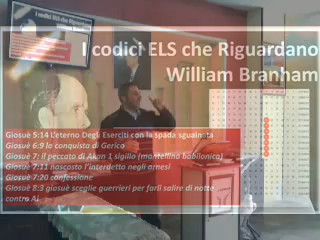 I codici ELS che Riguardano
William Branham
Giosuè 5:14 L'eterno Degli Eserciti con la spada sguainata
Giosuè 6:9 la conquista di Gerico
Giosuè 7: il peccato di Akan 1 sigillo (mantellino babilonica)
Giosuè 7:11 nascosto l'interdetto negli arnesi
Giosuè 7:20 confessione
Giosuè 8:3 giosuè sceglie guerrieri per farli salire di notte
contro Ai